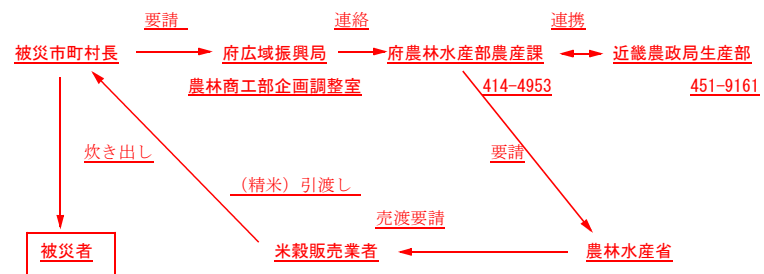 要請
連絡
連携
被災市町村長
府広域振興局
府農林水産部農産課
近畿農政局生産部
農林商工部企画調整室
414-4953
451-9161
炊き出し
要請
（精米）引渡し
売渡要請
被災者
米穀販売業者
農林水産省